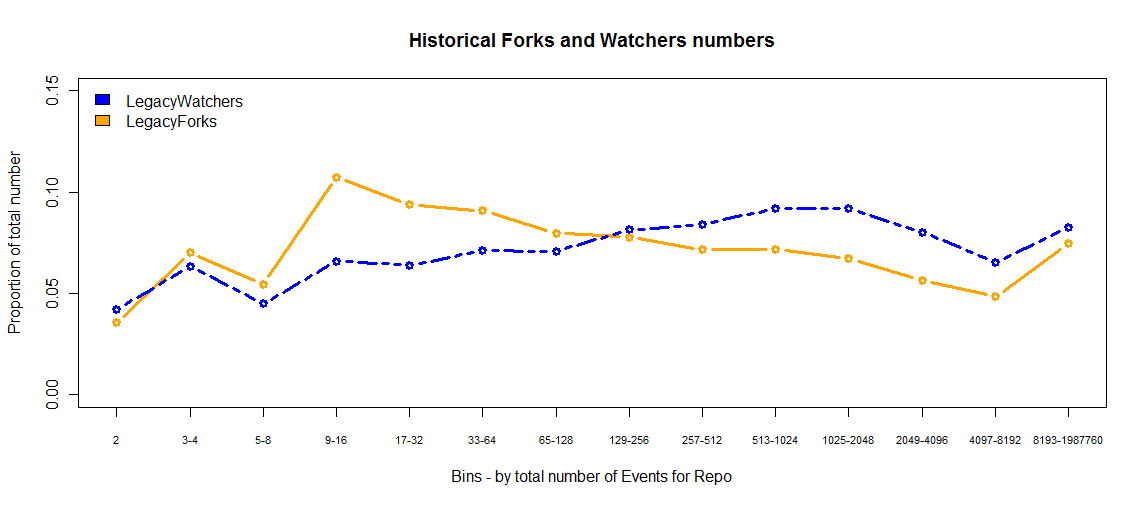 Historical Forks and Watchers numbers
LegacyWatchers
LegacyForks
Proportion of total number
0.15
0.10
0.05
0.00
2 3-4 5-8 9-16 17-32 33-64 65-128 129-256 257-512 513-1024 1025-2048 2049-4096 4097-8192 8193-1987760
Bins - by total number of Events for Repo